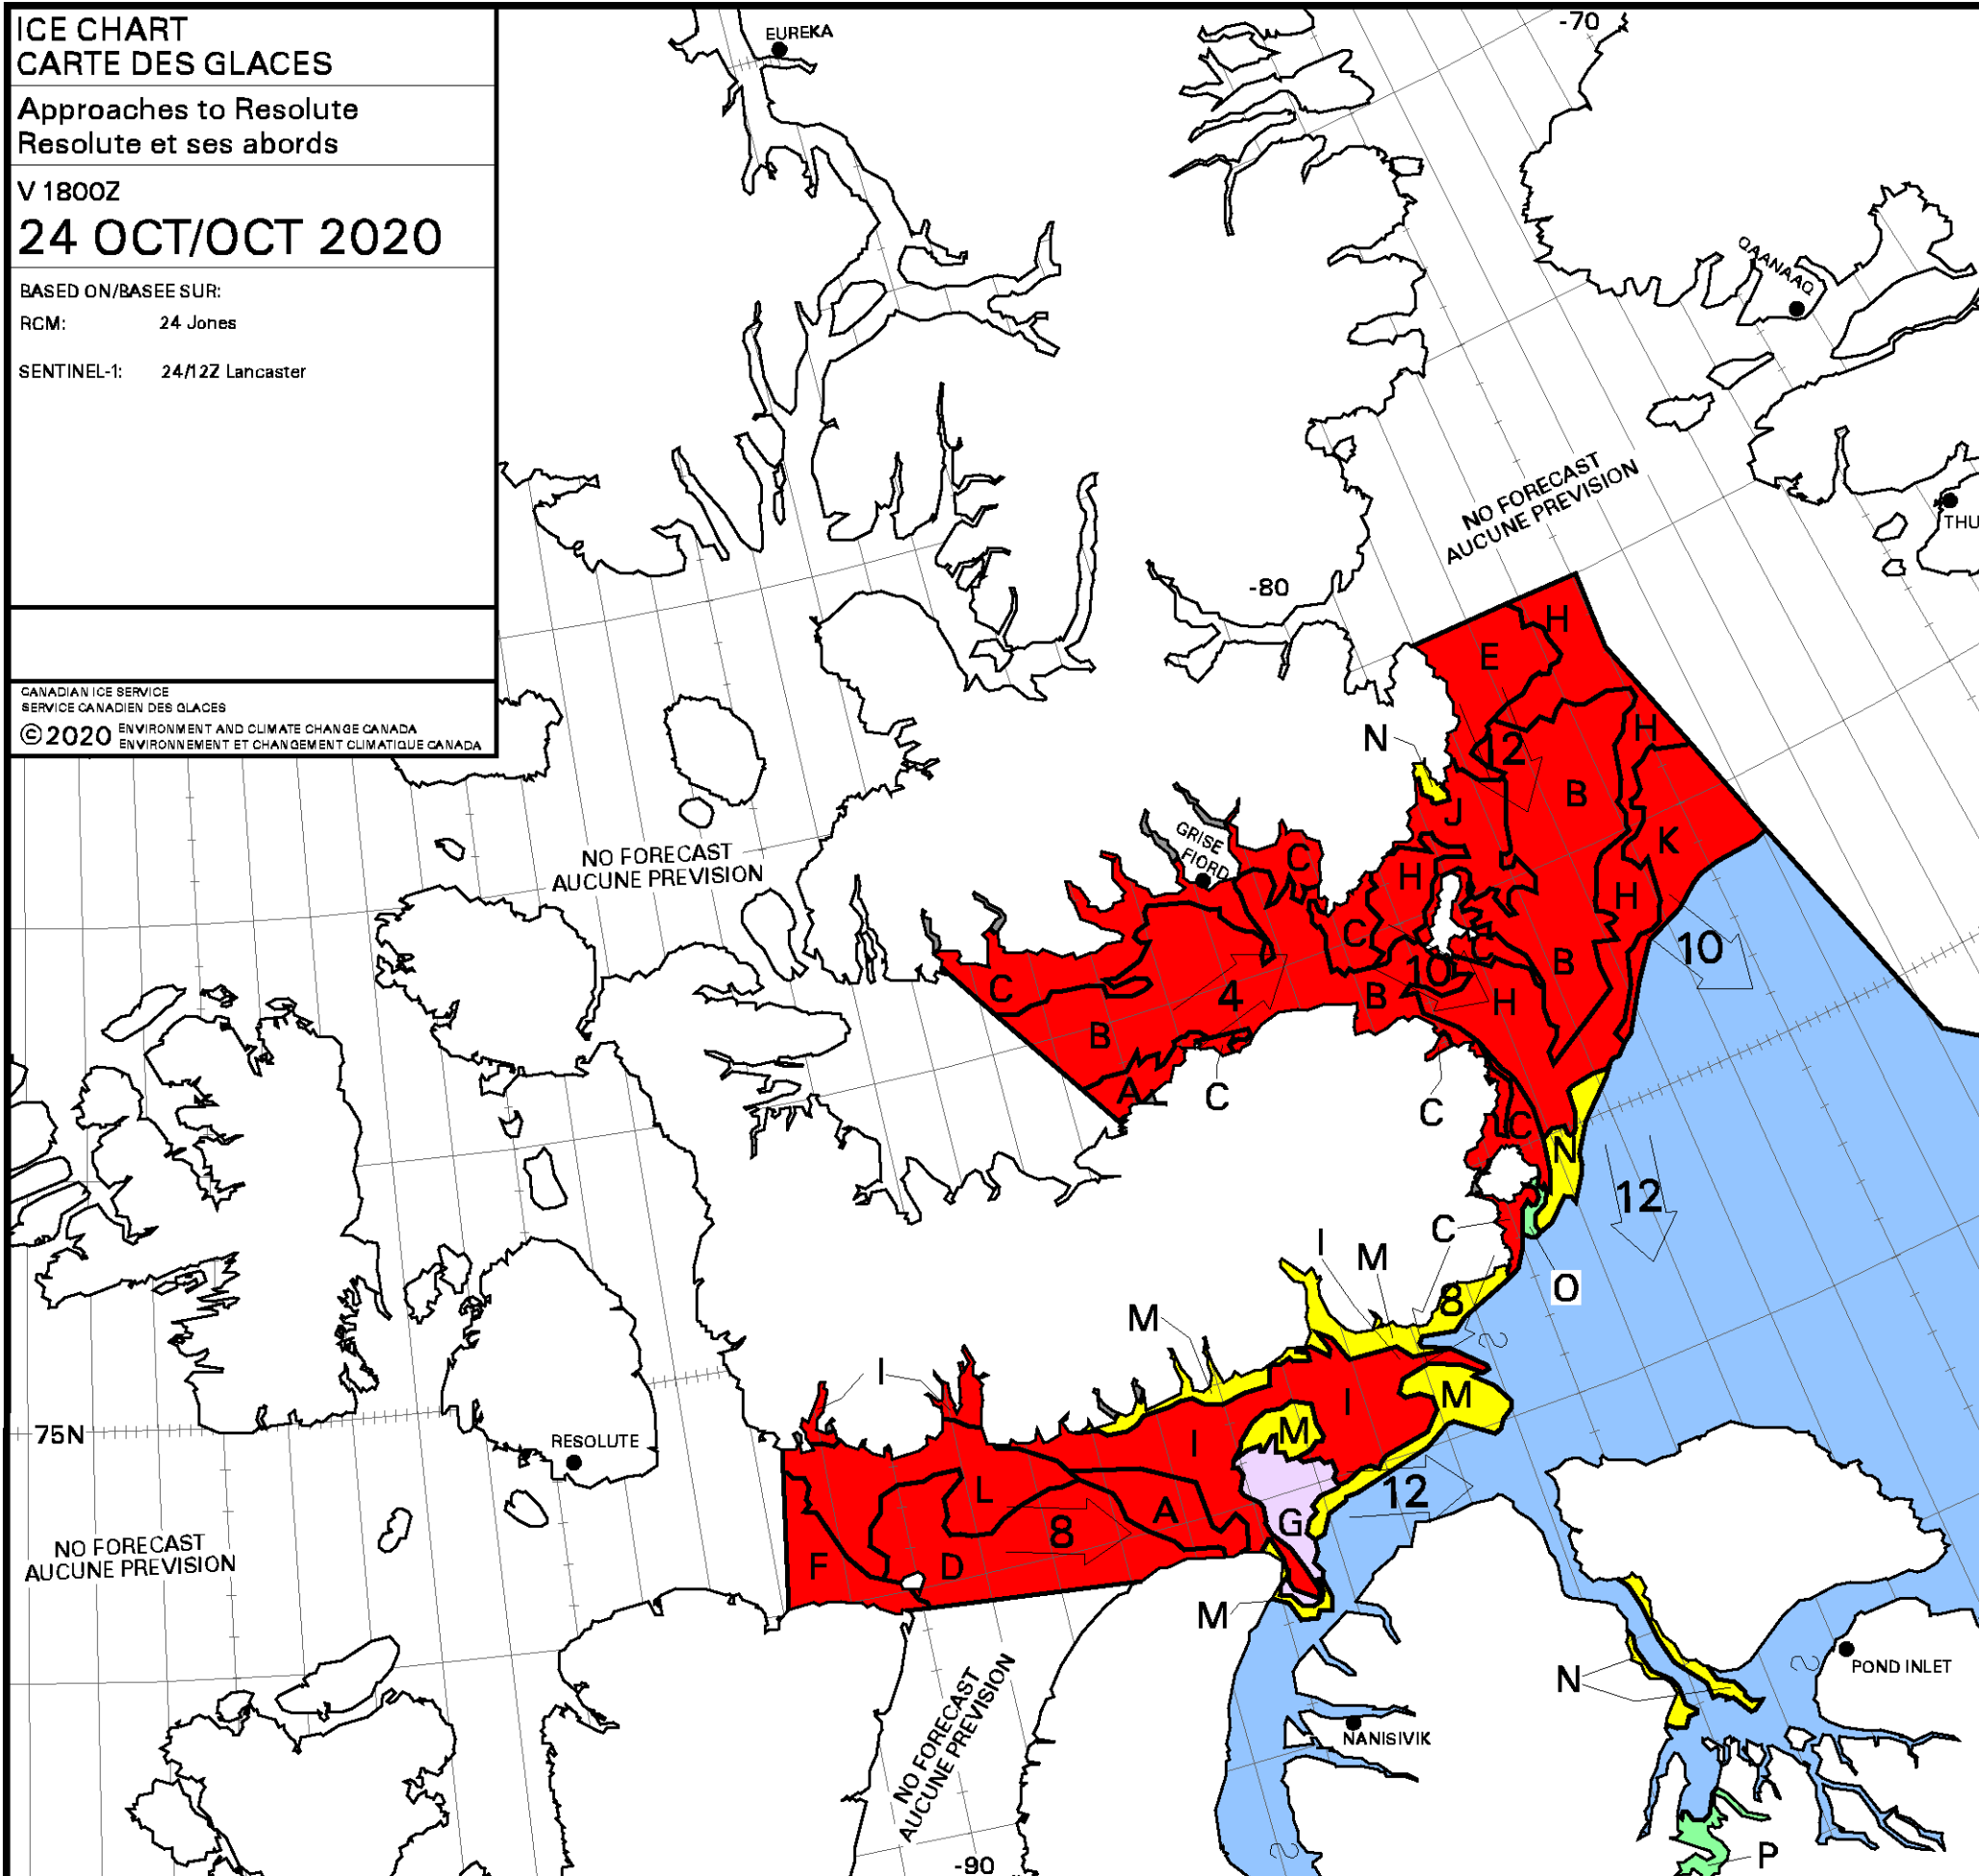 ICE CHART
CARTE DES GLACES
Approaches to Resolute
Resolute et ses abords
V 1800Z
24 OCT/OCT 2020
BASED ON/BASEE SUR:
RCM: 24 Jones
SENTINEL-1: 24/12Z Lancaster
CANADIAN ICE SERVICE
SERVICE CANADIEN DES GLACES
©2020 ENVIRONMENT AND CLIMATE CHANGE CANADA
ENVIRONNEMENT ET CHANGEMENT CLIMATIQUE CANADA
EUREKA
-70
QAANAAQ
NO FORECAST
AUCUNE PREVISION
THU
-80
H
E
N
12
H
B
J
K
NO FORECAST
AUCUNE PREVISION
GRISE
FIORD
C
H
H
C
10
B
10
C
4
B
H
B
A
C
C
C
N
12
C
I
M
O
8
M
I
M
I
M
I
75N
RESOLUTE
L
A
12
G
8
NO FORECAST
AUCUNE PREVISION
F
D
M
NO FORECAST
AUCUNE PREVISION
N
POND INLET
NANISIVIK
P
-90